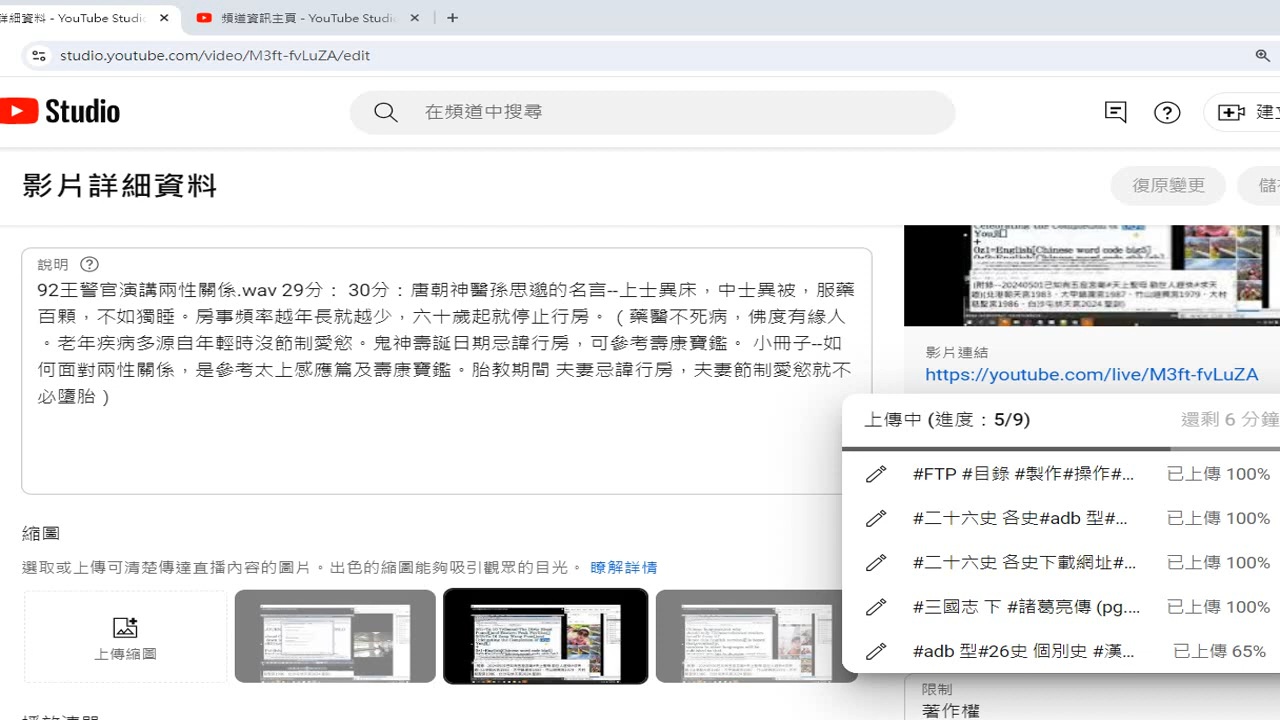 詳細資料 - YouTube Studio
頻道資訊主頁 - YouTube Studio
studio.youtube.com/video/M3ft-fvLuZA/edit
Studio
在頻道中搜尋
建立
影片詳細資料
復原變更
儲存
說明
92王警官演講兩性關係.wav 29分： 30分：唐朝神醫孫思邈的名言--上士異床，中士異被，服藥
百顆，不如獨睡。房事頻率越年長就越少，六十歲起就停止行房。（ 藥醫不死病，佛度有緣人
。老年疾病多源自年輕時沒節制愛慾。鬼神壽誕日期忌諱行房，可參考壽康寶鑑。 小冊子--如
何面對兩性關係，是參考太上感應篇及壽康寶鑑。胎教期間 夫妻忌諱行房，夫妻節制愛慾就不
必墮胎 )
影片連結
https://youtube.com/live/M3ft-fvLuZA
上傳中 (進度：5/9)
還剩 6 分鐘
#FTP #目錄 #製作#操作#...
已上傳 100%
#二十六史 各史#adb 型#...
已上傳 100%
#二十六史 各史下載網址#...
已上傳 100%
#三國志 下 #諸葛亮傳 (pg....
已上傳 100%
#adb 型#26史 個別史 #漢...
已上傳 65%
縮圖
選取或上傳可清楚傳達直播內容的圖片。出色的縮圖能夠吸引觀眾的目光。 瞭解詳情
上傳縮圖
限制
著作權